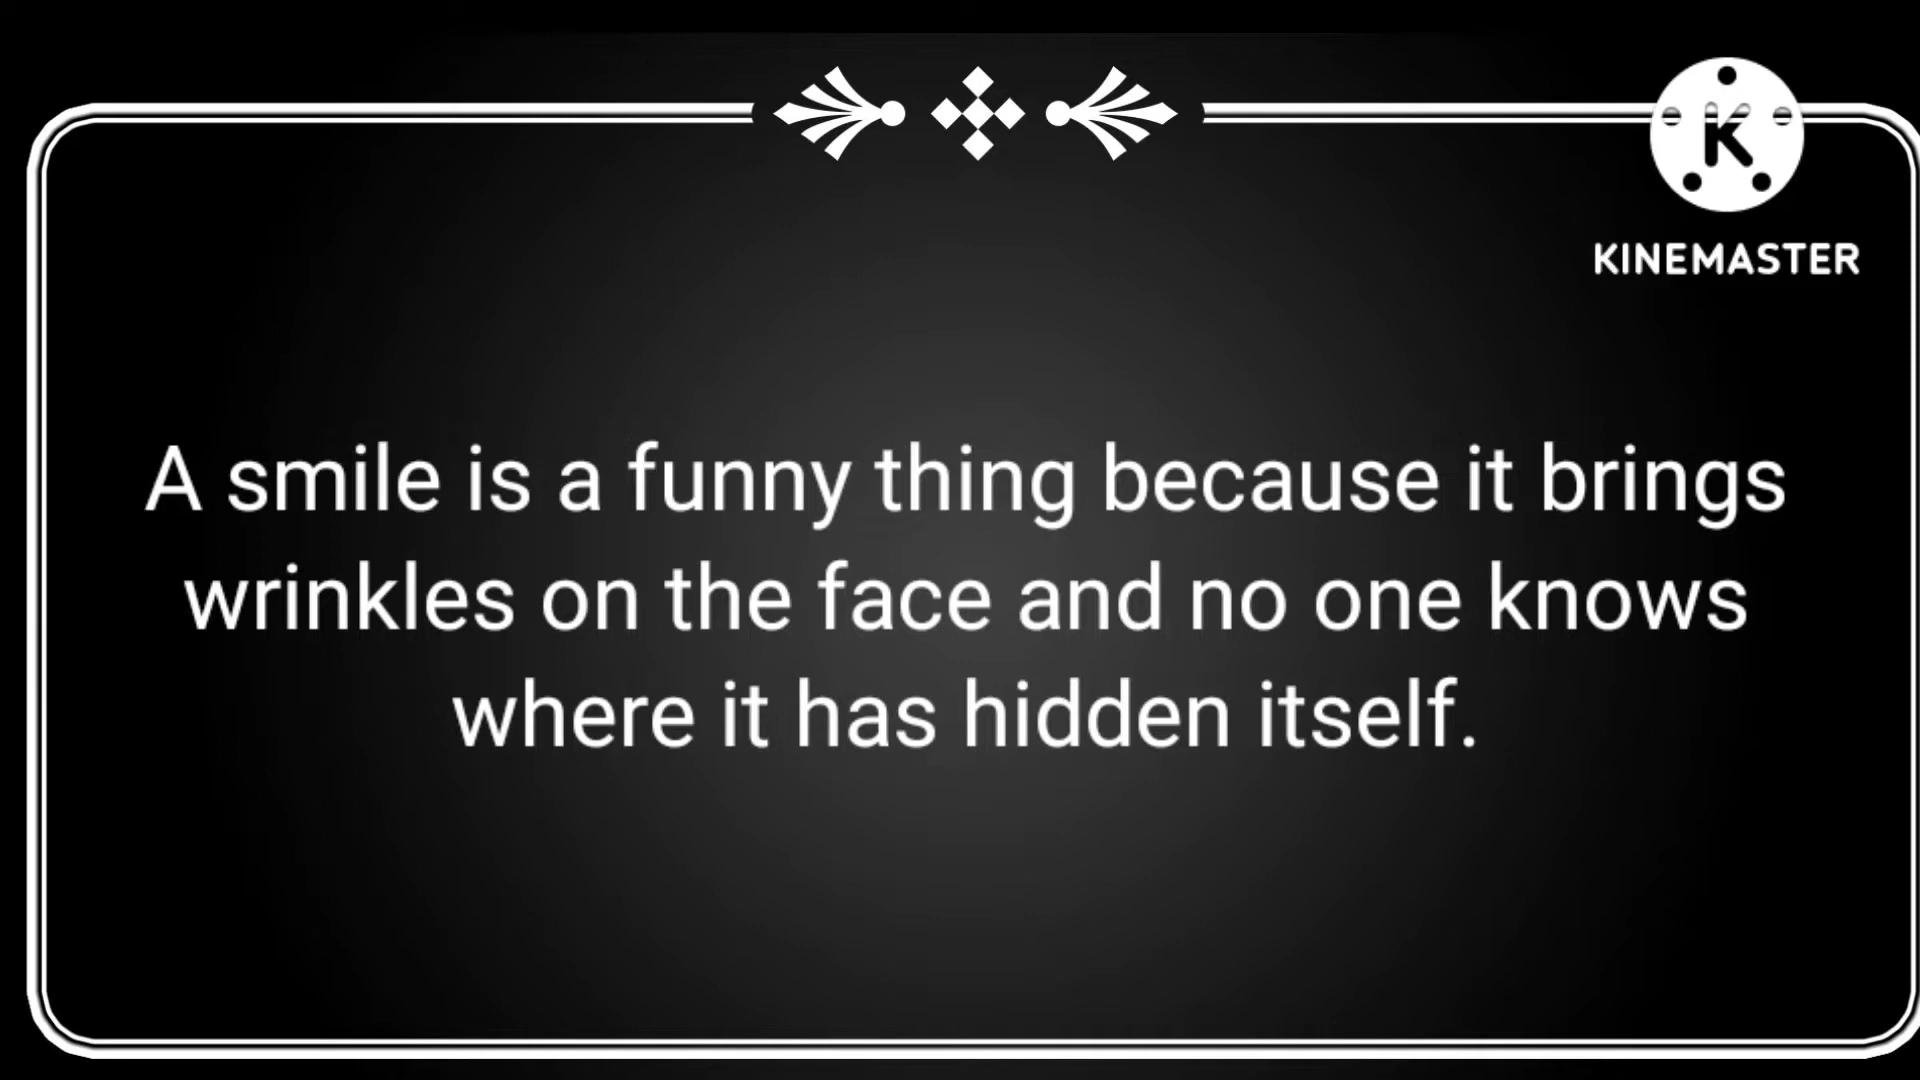 K
KINEMASTER
A smile is a funny thing because it brings
wrinkles on the face and no one knows
where it has hidden itself.